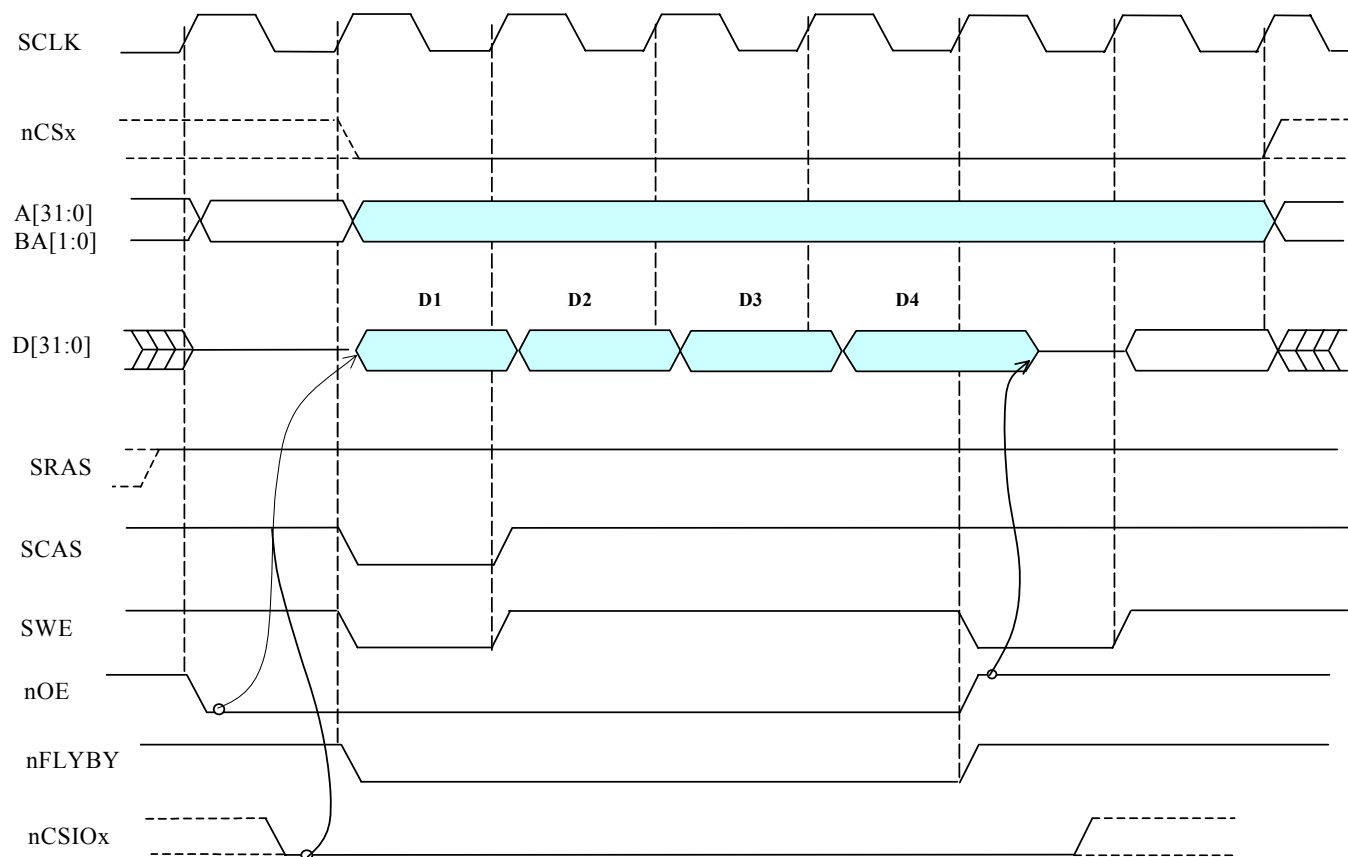 SCLK
nCSx
A[31:0]
BA[1:0]
D1 D2 D3 D4
D[31:0]
SRAS
SCAS
SWE
nOE
nFLYBY
nCSIOx